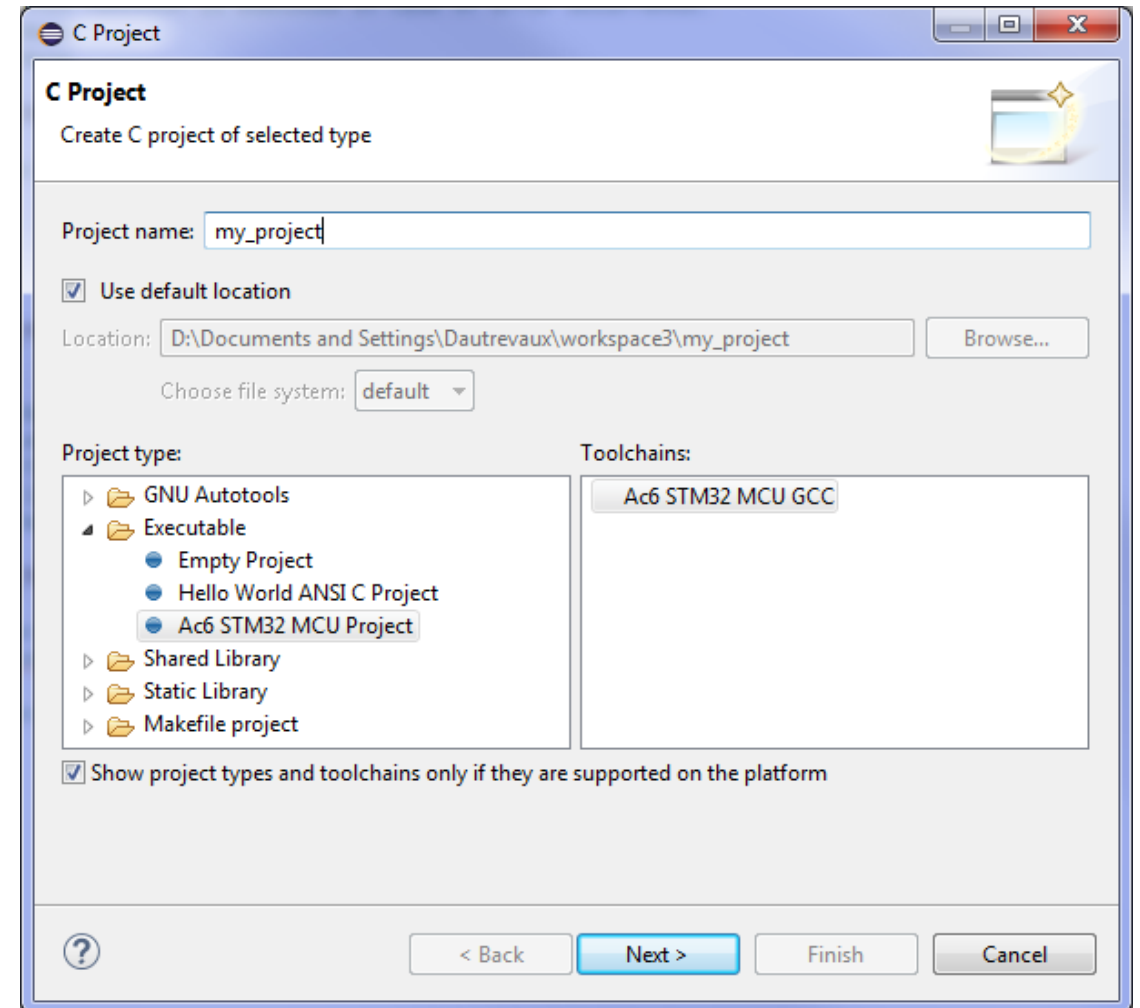 C Project
C Project
Create C project of selected type
Project name: my_project
Use default location
Location: D:\Documents and Settings\Dautrevaux\workspace3\my_project Browse...
Choose file system: default
Project type: Toolchains:
GNU Autotools Ac6 STM32 MCU GCC
Executable
Empty Project
Hello World ANSI C Project
Ac6 STM32 MCU Project
Shared Library
Static Library
Makefile project
Show project types and toolchains only if they are supported on the platform
? < Back Next > Finish Cancel